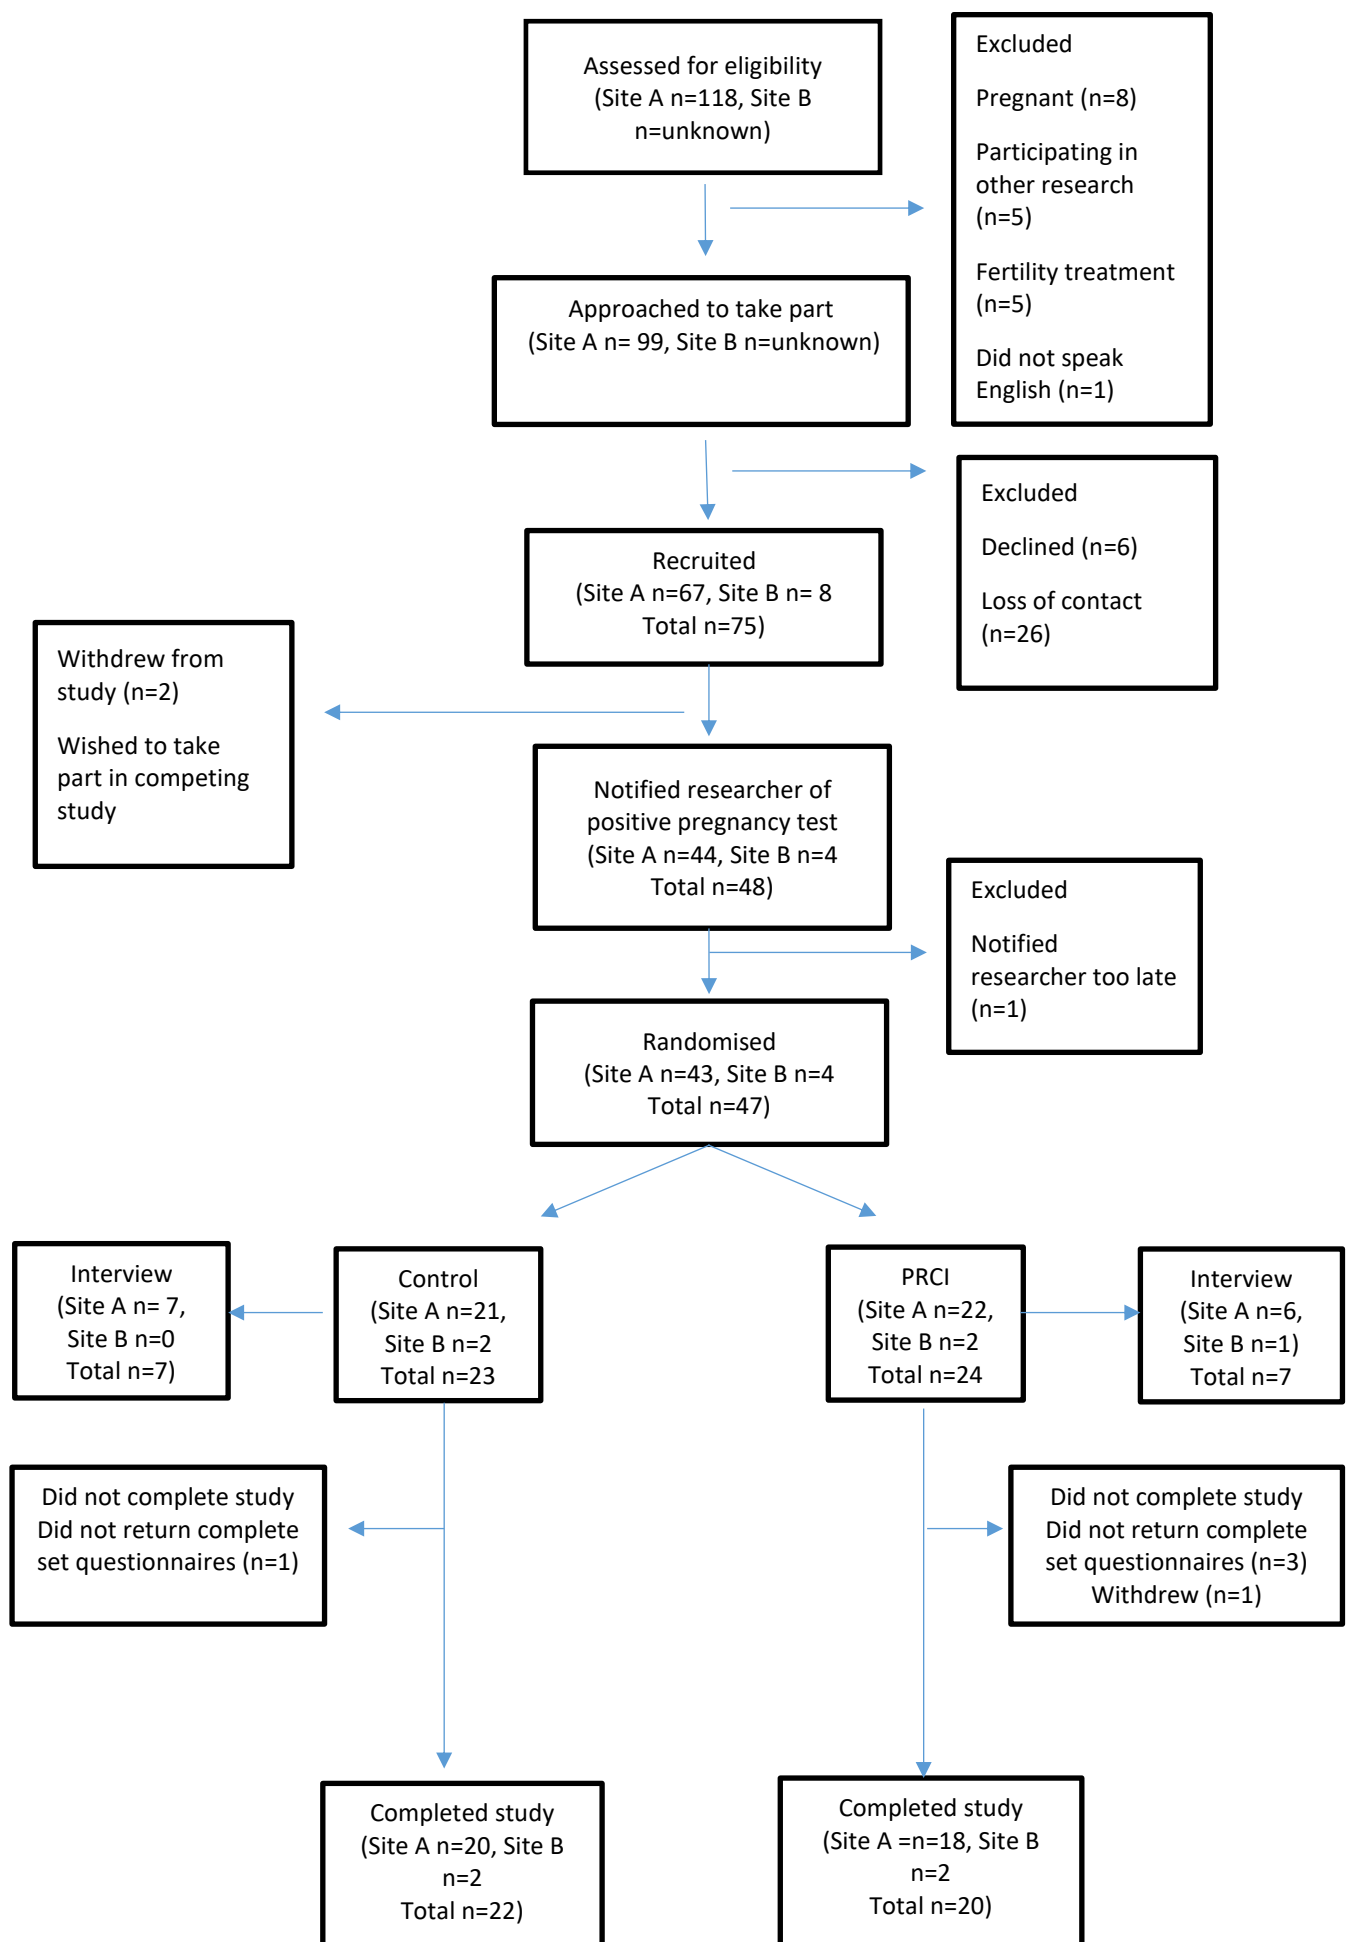 Assessed for eligibility
(Site A n=118, Site B
n=unknown)
Excluded
Pregnant (n=8)
Participating in
other research
(n=5)
Fertility treatment
(n=5)
Did not speak
English (n=1)
Approached to take part
(Site A n= 99, Site B n=unknown)
Excluded
Declined (n=6)
Loss of contact
(n=26)
Recruited
(Site A n=67, Site B n= 8
Total n=75)
Withdrew from
study (n=2)
Wished to take
part in competing
study
Notified researcher of
positive pregnancy test
(Site A n=44, Site B n=4
Total n=48)
Excluded
Notified
researcher too late
(n=1)
Randomised
(Site A n=43, Site B n=4
Total n=47)
Interview
(Site A n= 7,
Site B n=0
Total n=7)
Control
(Site A n=21,
Site B n=2
Total n=23
PRCI
(Site A n=22,
Site B n=2
Total n=24
Interview
(Site A n=6,
Site B n=1)
Total n=7
Did not complete study
Did not return complete
set questionnaires (n=1)
Did not complete study
Did not return complete
set questionnaires (n=3)
Withdrew (n=1)
Completed study
(Site A n=20, Site B
n=2
Total n=22)
Completed study
(Site A =n=18, Site B
n=2
Total n=20)